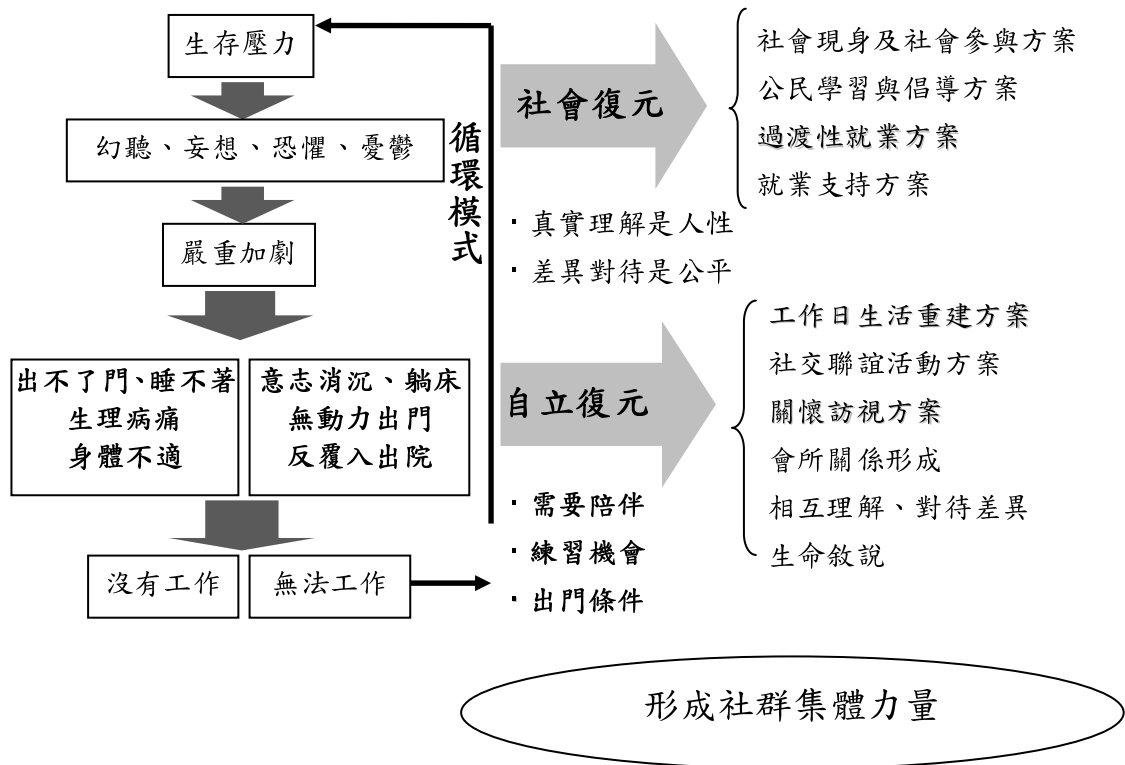 生存壓力
幻聽、妄想、恐懼、憂鬱
嚴重加劇
出不了門、睡不著
生理病痛
身體不適
意志消沉、躺床
無動力出門
反覆入出院
沒有工作
無法工作
循環模式
社會復元
社會現身及社會參與方案
公民學習與倡導方案
過渡性就業方案
就業支持方案
·真實理解是人性
·差異對待是公平
自立復元
工作日生活重建方案
社交聯誼活動方案
關懷訪視方案
會所關係形成
相互理解、對待差異
生命敘說
·需要陪伴
·練習機會
·出門條件
形成社群集體力量